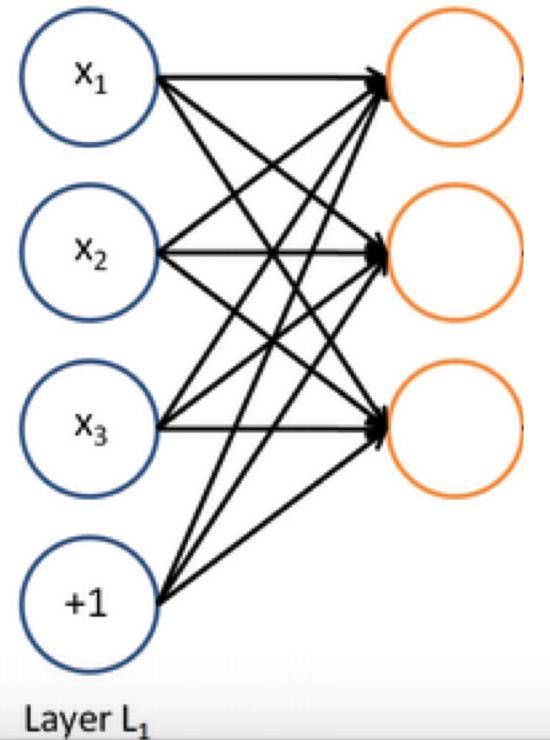 x₁
x₂
x₃
+1
Layer L₁